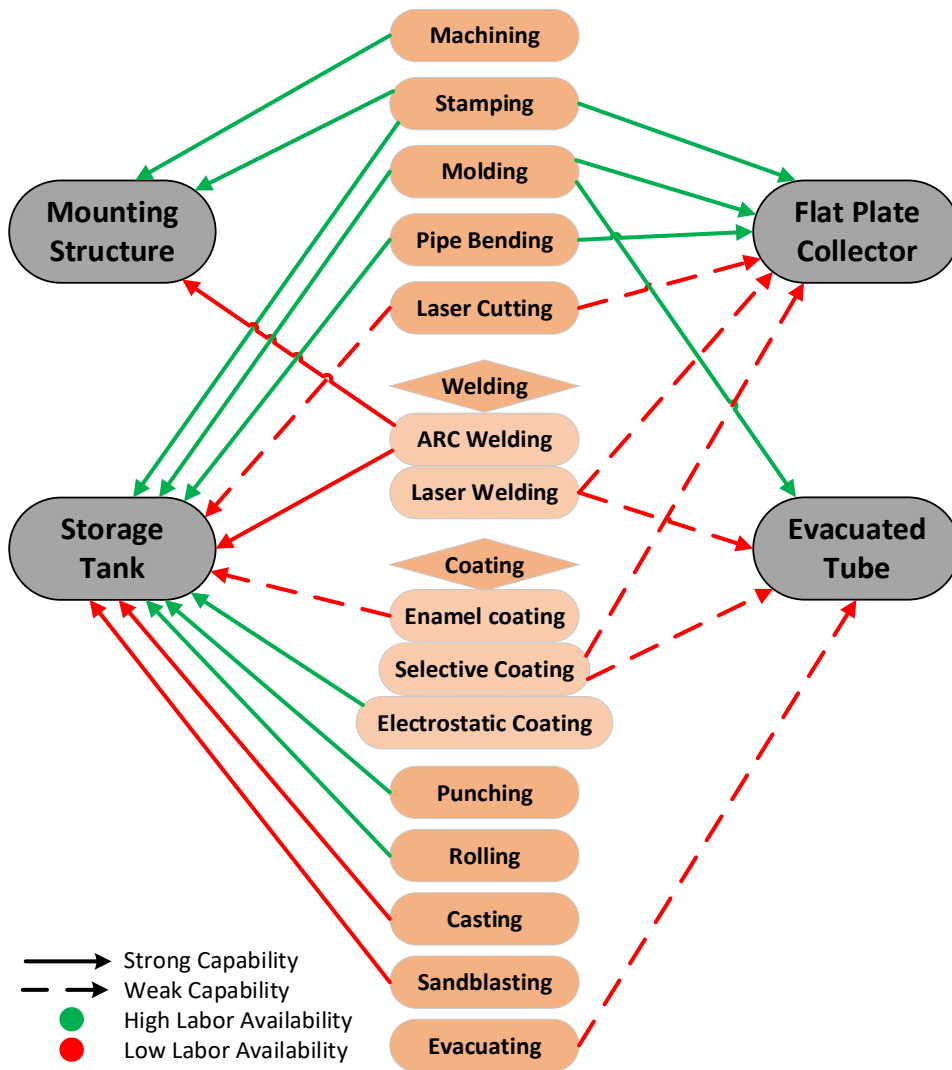 Machining
Stamping
Molding
Mounting
Structure
Flat Plate
Collector
Pipe Bending
Laser Cutting
Welding
ARC Welding
Laser Welding
Storage
Tank
Evacuated
Tube
Coating
Enamel coating
Selective Coating
Electrostatic Coating
Punching
Rolling
Casting
Sandblasting
Evacuating
Strong Capability
Weak Capability
High Labor Availability
Low Labor Availability